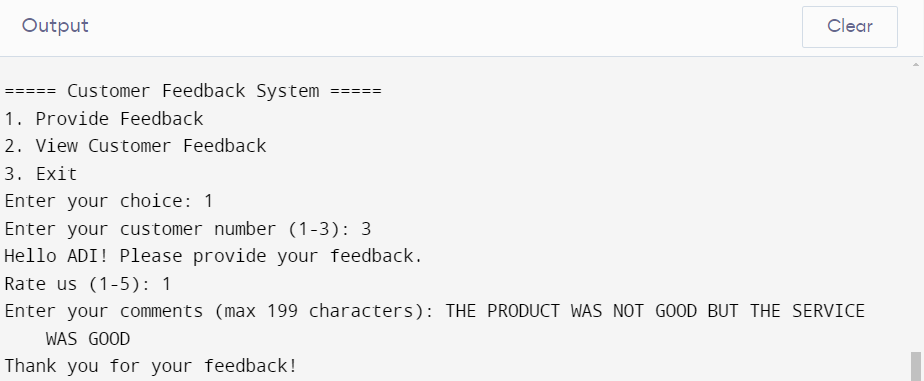 Output
Clear
===== Customer Feedback System =====
1. Provide Feedback
2. View Customer Feedback
3. Exit
Enter your choice: 1
Enter your customer number (1-3): 3
Hello ADI! Please provide your feedback.
Rate us (1-5): 1
Enter your comments (max 199 characters): THE PRODUCT WAS NOT GOOD BUT THE SERVICE
WAS GOOD
Thank you for your feedback!